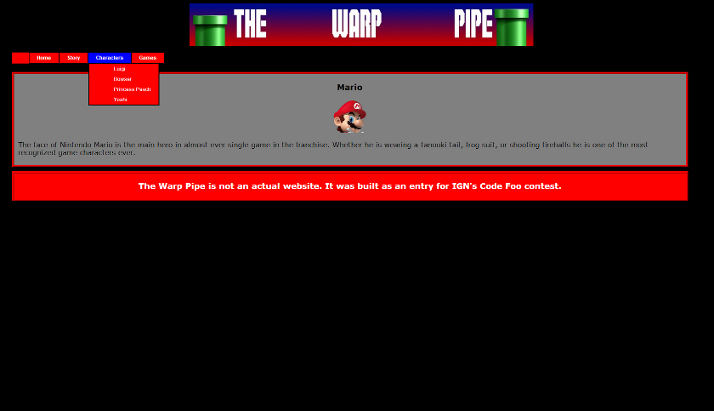 THE WARP PIPE
Home Story Characters Games
Luigi
Bowser
Princess Peach
Yoshi
Mario
The face of Nintendo Mario is the main hero in almost ever single game in the franchise. Whether he is wearing a tanooki tail, frog suit, or shooting fireballs he is one of the most
recognized game characters ever.
The Warp Pipe is not an actual website. It was built as an entry for IGN's Code Foo contest.